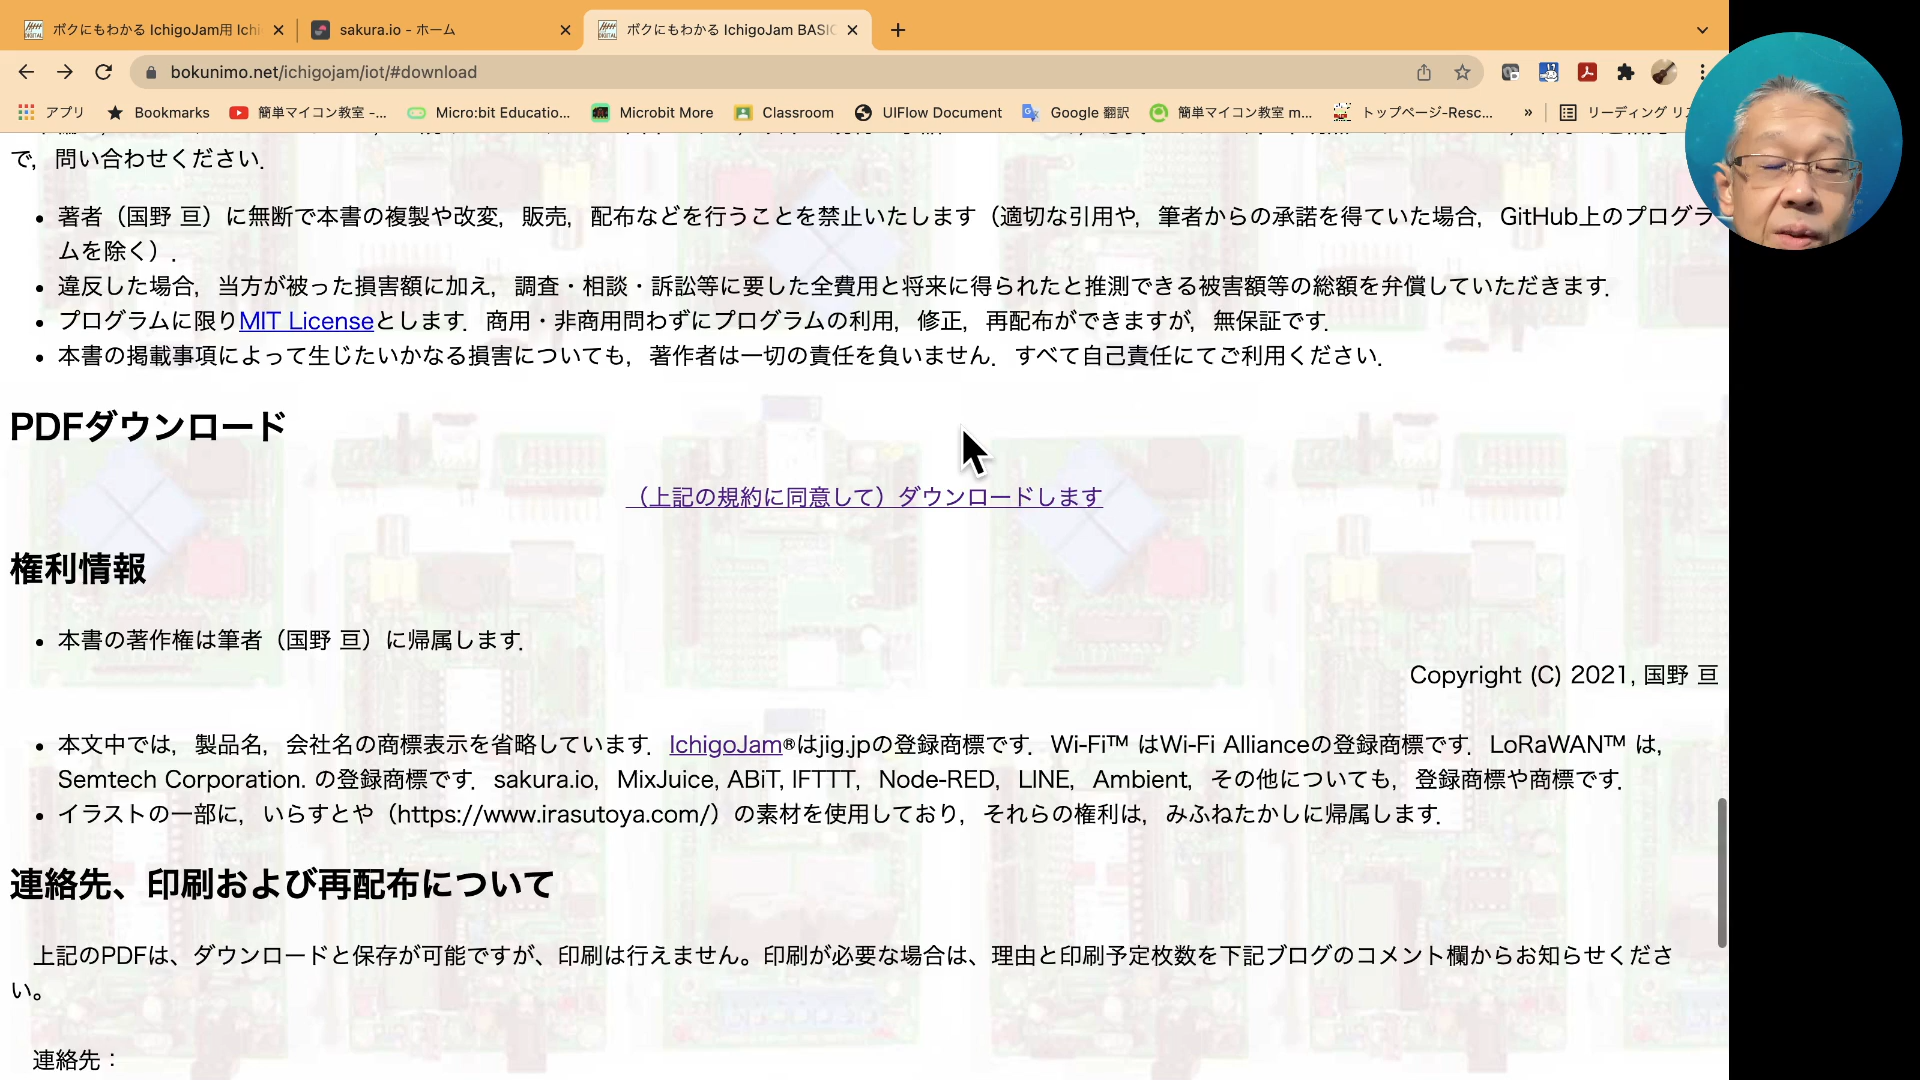 ボクにもわかる IchigoJam用 Ichi
sakura.io - ホーム
ボクにもわかる IchigoJam BASIC
bokunimo.net/ichigojam/iot/#download
アプリ
Bookmarks
簡単マイコン教室 -...
Micro:bit Educatio...
Microbit More
Classroom
UIFlow Document
Google 翻訳
簡単マイコン教室 m...
トップページ-Resc...
»
リーディング リス
で，問い合わせください．
• 著者（国野 亘）に無断で本書の複製や改変，販売，配布などを行うことを禁止いたします（適切な引用や，筆者からの承諾を得ていた場合，GitHub上のプログラ
ムを除く）．
• 違反した場合，当方が被った損害額に加え，調査・相談・訴訟等に要した全費用と将来に得られたと推測できる被害額等の総額を弁償していただきます．
• プログラムに限りMIT Licenseとします．商用・非商用問わずにプログラムの利用，修正，再配布ができますが，無保証です．
• 本書の掲載事項によって生じたいかなる損害についても，著作者は一切の責任を負いません．すべて自己責任にてご利用ください．
PDFダウンロード
（上記の規約に同意して）ダウンロードします
権利情報
• 本書の著作権は筆者（国野 亘）に帰属します．
Copyright (C) 2021, 国野 亘
• 本文中では，製品名，会社名の商標表示を省略しています．IchigoJam®はjig.jpの登録商標です．Wi-Fi™ はWi-Fi Allianceの登録商標です．LoRaWAN™ は，
Semtech Corporation. の登録商標です．sakura.io，MixJuice, ABiT, IFTTT，Node-RED，LINE，Ambient，その他についても，登録商標や商標です．
• イラストの一部に，いらすとや（https://www.irasutoya.com/）の素材を使用しており，それらの権利は，みふねたかしに帰属します．
連絡先、印刷および再配布について
上記のPDFは、ダウンロードと保存が可能ですが、印刷は行えません。印刷が必要な場合は、理由と印刷予定枚数を下記ブログのコメント欄からお知らせくださ
い。
連絡先：